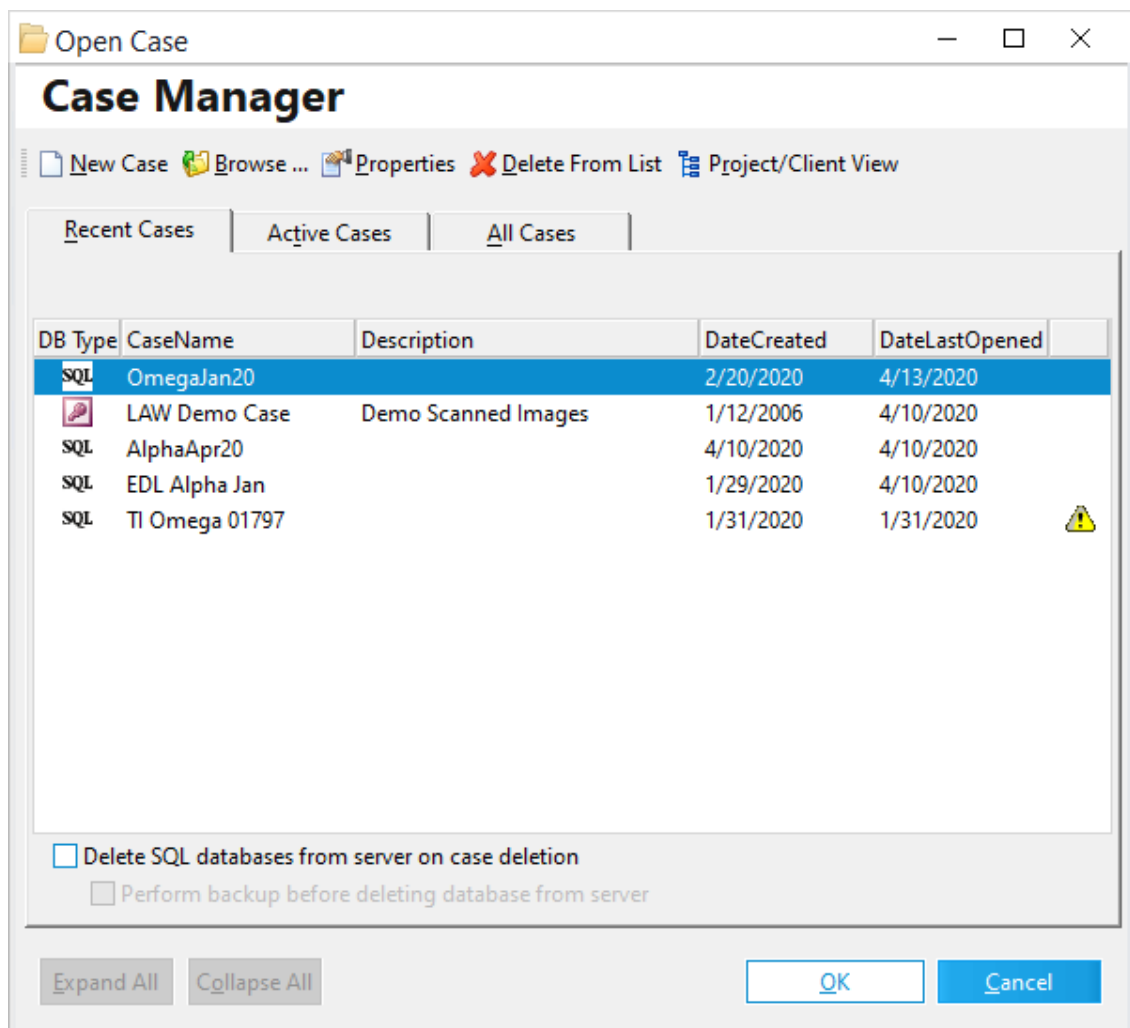 Open Case
Case Manager
New Case Browse ... Properties Delete From List Project/Client View
Recent Cases Active Cases All Cases
DB Type CaseName Description DateCreated DateLastOpened
SQL OmegaJan20 2/20/2020 4/13/2020
LAW Demo Case Demo Scanned Images 1/12/2006 4/10/2020
SQL AlphaApr20 4/10/2020 4/10/2020
SQL EDL Alpha Jan 1/29/2020 4/10/2020
SQL TI Omega 01797 1/31/2020 1/31/2020
Delete SQL databases from server on case deletion
Perform backup before deleting database from server
Expand All Collapse All OK Cancel